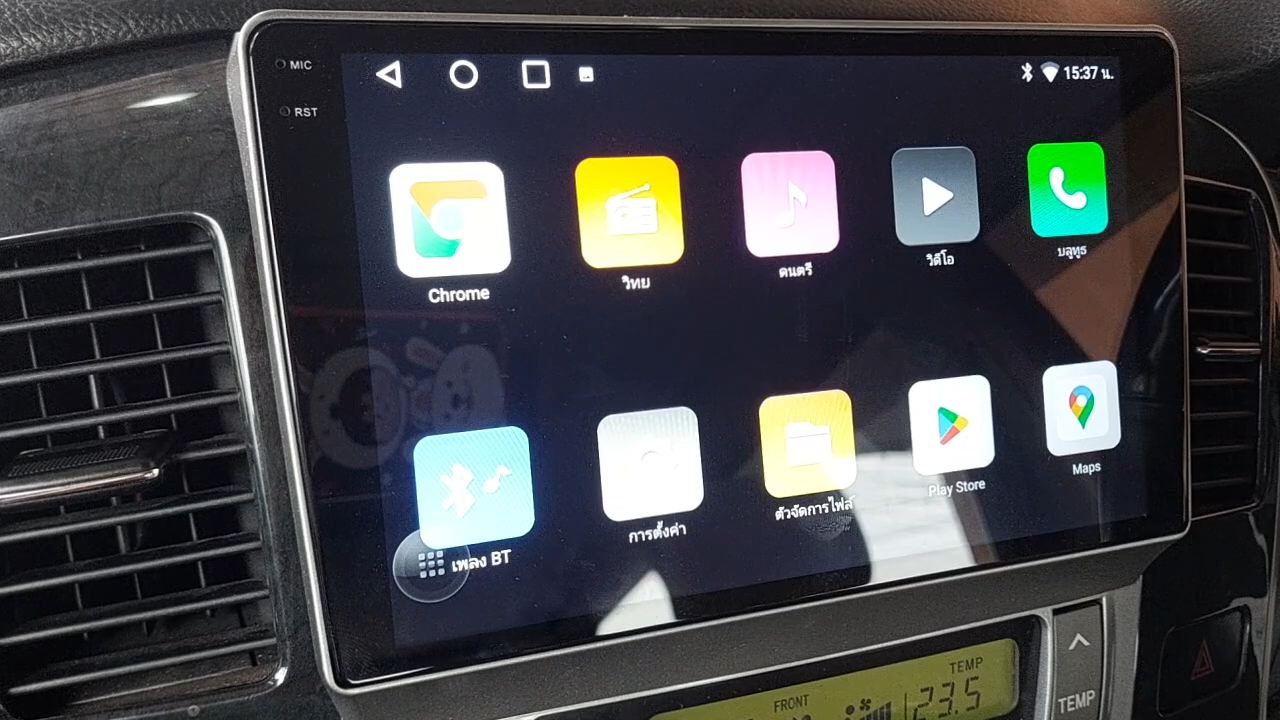 MIC
RST
15:37 น.
Chrome
วิทย
ดนตรี
วิดีโอ
บลูทูธ
เพลง BT
การตั้งค่า
ตัวจัดการไฟล์
Play Store
Maps
FRONT
TEMP
23.5
TEMP